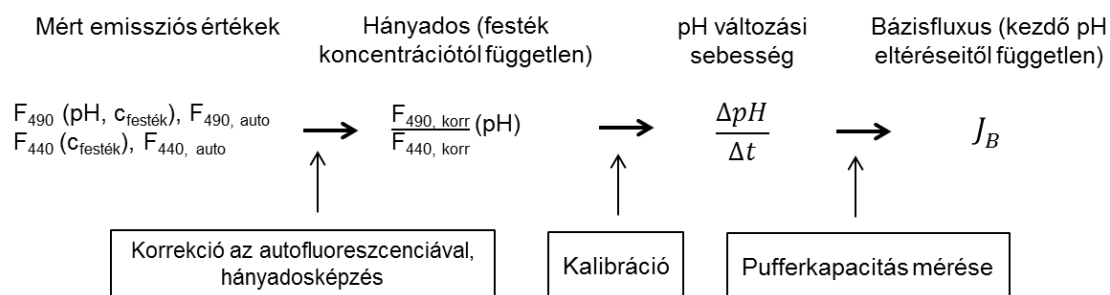 Mért emissziós értékek
Hányados (festék
koncentrációtól független)
pH változási
sebesség
Bázisfluxus (kezdő pH
eltéréseitől független)
F490 (pH, cfesték), F490, auto
F440 (cfesték), F440, auto
F490, korr
F440, korr
(pH)
ΔpH
Δt
JB
Korrekció az autofluoreszcenciával,
hányadosképzés
Kalibráció
Pufferkapacitás mérése